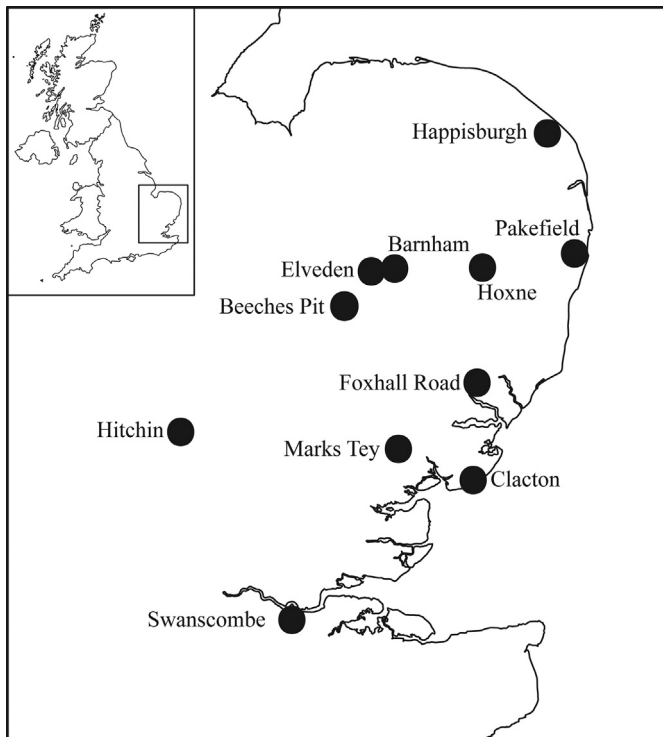 Happisburgh
Pakefield
Barnham
Elveden
Hoxne
Beeches Pit
Foxhall Road
Hitchin
Marks Tey
Clacton
Swanscombe